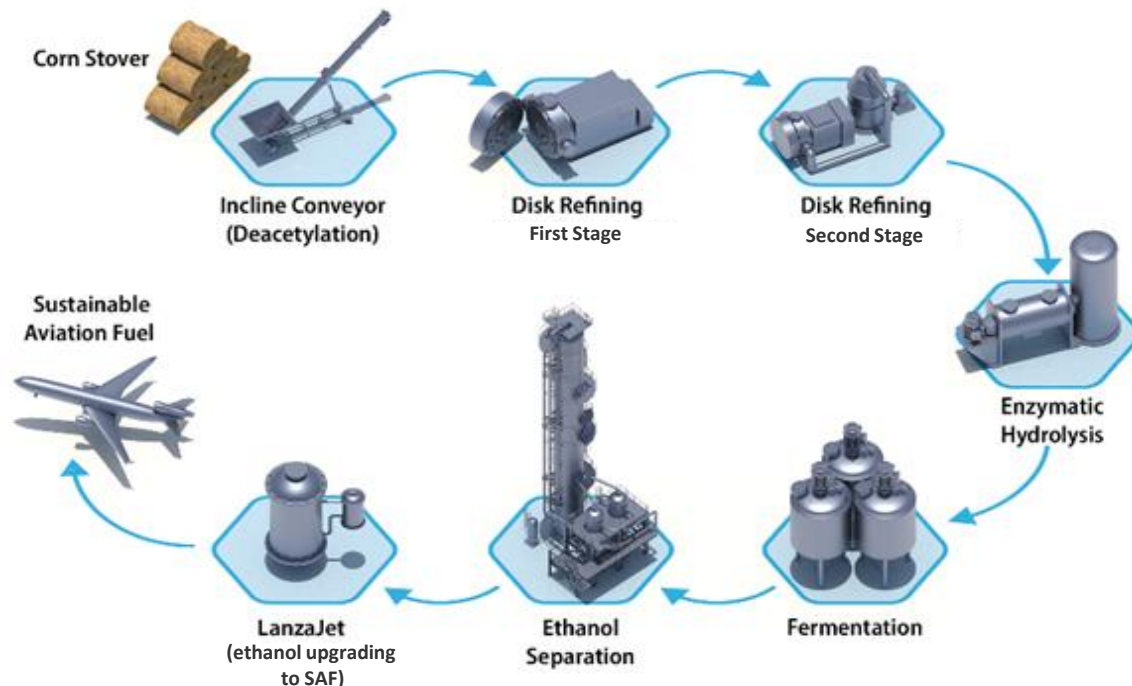 Corn Stover
Incline Conveyor
(Deacetylation)
Disk Refining
First Stage
Disk Refining
Second Stage
Enzymatic
Hydrolysis
Fermentation
Ethanol
Separation
LanzaJet
(ethanol upgrading
to SAF)
Sustainable
Aviation Fuel